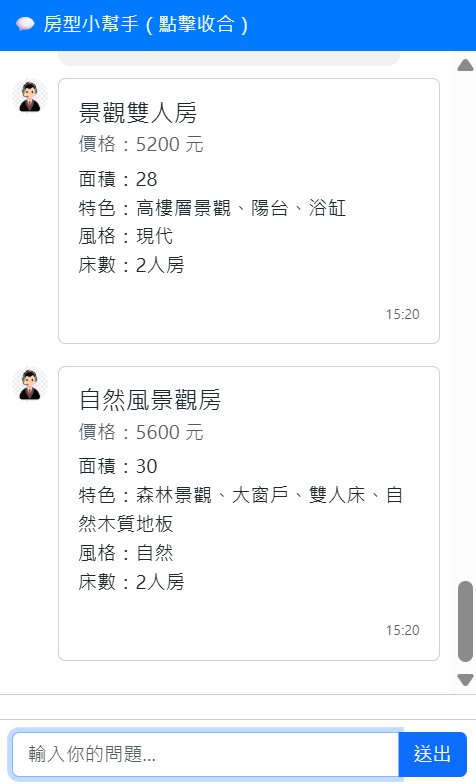 房型小幫手（點擊收合）
景觀雙人房
價格：5200 元
面積：28
特色：高樓層景觀、陽台、浴缸
風格：現代
床數：2人房
15:20
自然風景觀房
價格：5600 元
面積：30
特色：森林景觀、大窗戶、雙人床、自
然木質地板
風格：自然
床數：2人房
15:20
輸入你的問題...
送出